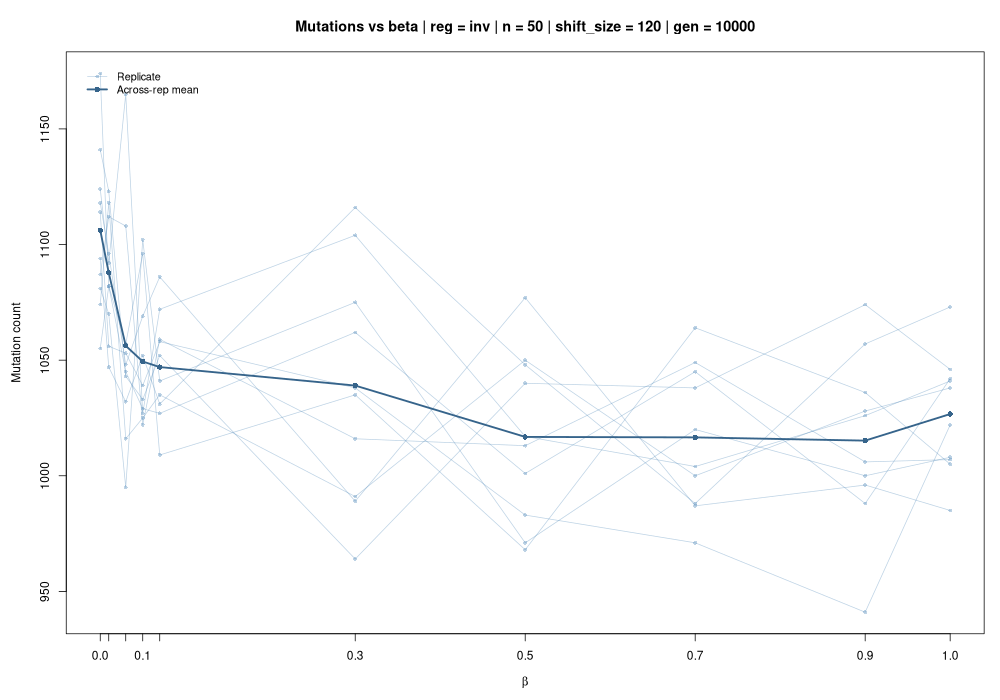 Mutations vs beta | reg = inv | n = 50 | shift_size = 120 | gen = 10000
Replicate
Across-rep mean
Mutation count
1150
1100
1050
1000
950
0.0 0.1 0.3 0.5 0.7 0.9 1.0
β